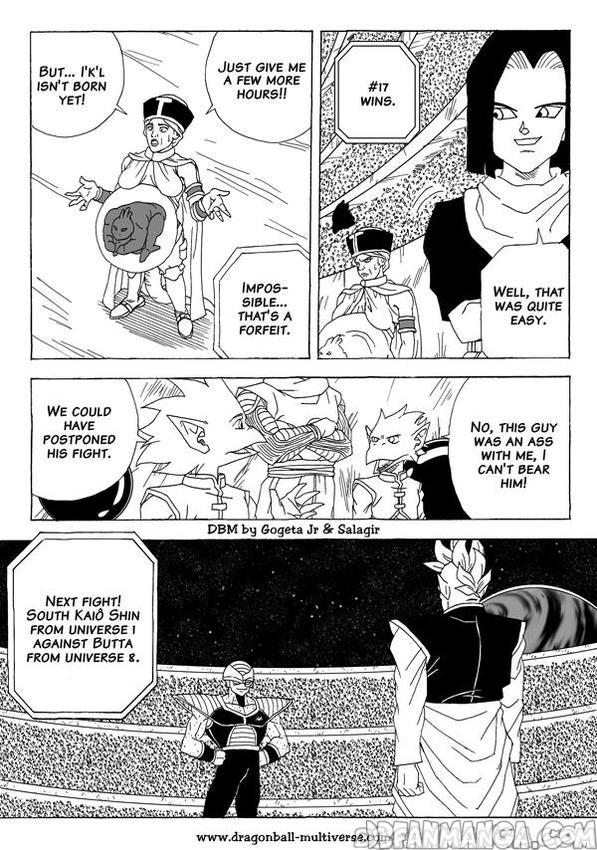 BUT... I'K'L
ISN'T BORN
YET!
JUST GIVE ME
A FEW MORE
HOURS!!
IMPOS-
SIBLE...
THAT'S A
FORFEIT.
T
#17
WINS.
WELL, THAT
WAS QUITE
EASY.
WE COULD
HAVE
POSTPONED
HIS FIGHT.
NO, THIS GUY
WAS AN ASS
WITH ME, I
CAN'T BEAR
HIM!
DBM by Gogeta Jr & Salagir
NEXT FIGHT!
SOUTH KAIÔ SHIN
FROM UNIVERSE 1
AGAINST BUTTA
FROM UNIVERSE 8.
www.dragonball-multiverse.com
DBFANMANGA.COM